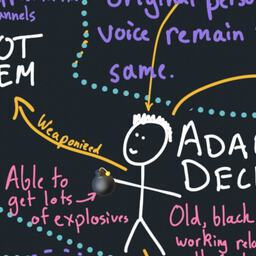 nnels
Original perso
voice remain
same.
OT
EM
Weaponized
ADA
DEC
Able to
get lots
of explosives
Old, black
working rela